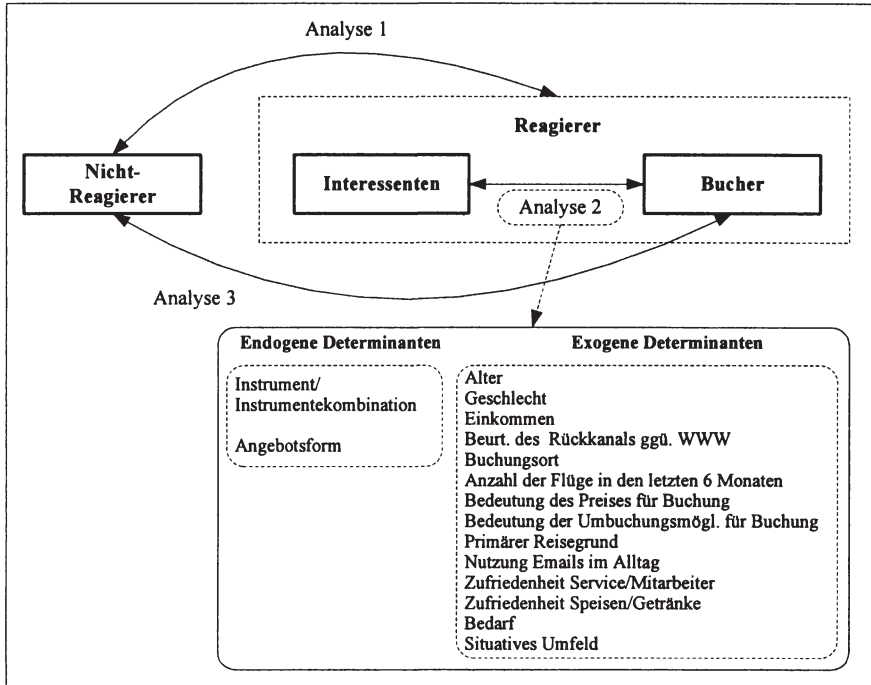 Analyse 1
Reagierer
Nicht-
Reagierer
Interessenten
Bucher
Analyse 2
Analyse 3
Endogene Determinanten
Instrument/
Instrumentekombination
Angebotsform
Exogene Determinanten
Alter
Geschlecht
Einkommen
Beurt. des Rückkanals ggü. WWW
Buchungsort
Anzahl der Flüge in den letzten 6 Monaten
Bedeutung des Preises für Buchung
Bedeutung der Umbuchungsmögl. für Buchung
Primärer Reisegrund
Nutzung Emails im Alltag
Zufriedenheit Service/Mitarbeiter
Zufriedenheit Speisen/Getränke
Bedarf
Situatives Umfeld